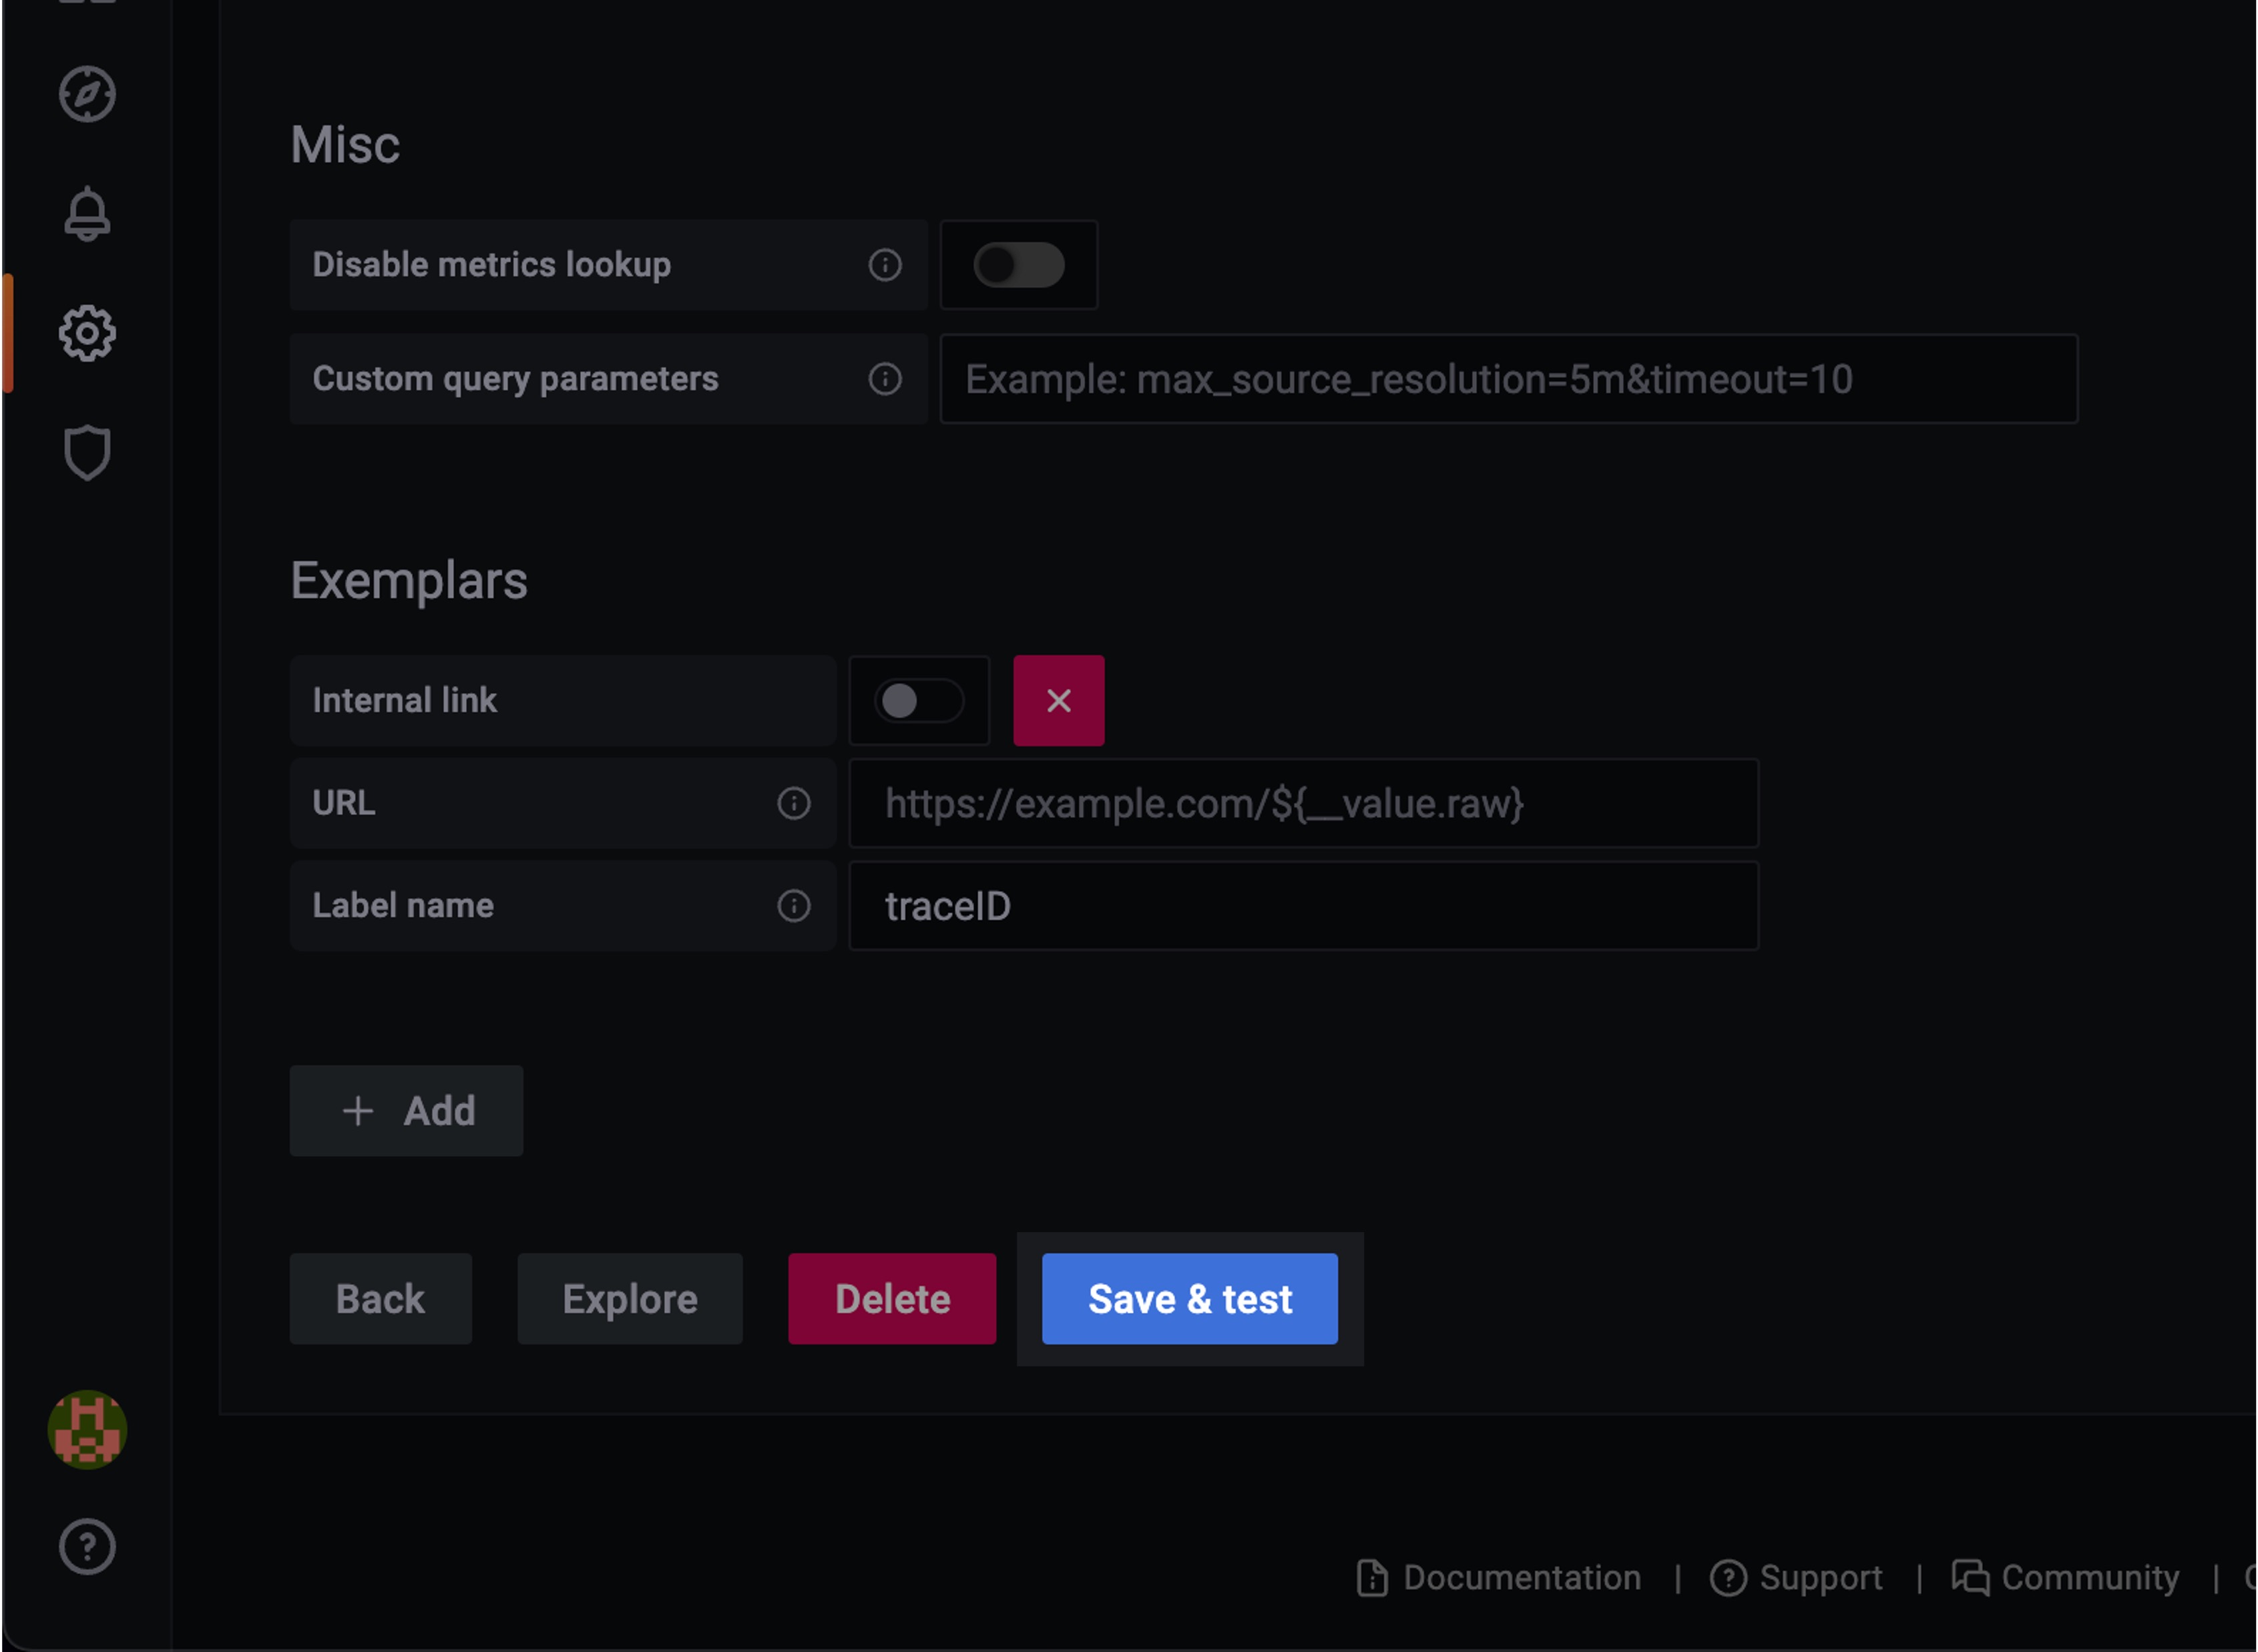 Misc
Disable metrics lookup
Custom query parameters Example: max_source_resolution=5m&timeout=10
Exemplars
Internal link
URL https://example.com/${__value.raw}
Label name traceID
+ Add
Back Explore Delete Save & test
Documentation | Support | Community |